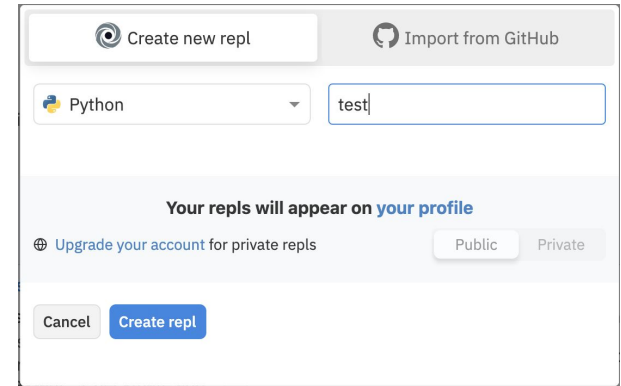 Create new repl
Import from GitHub
Python
test
Your repls will appear on your profile
Upgrade your account for private repls
Public
Private
Cancel
Create repl